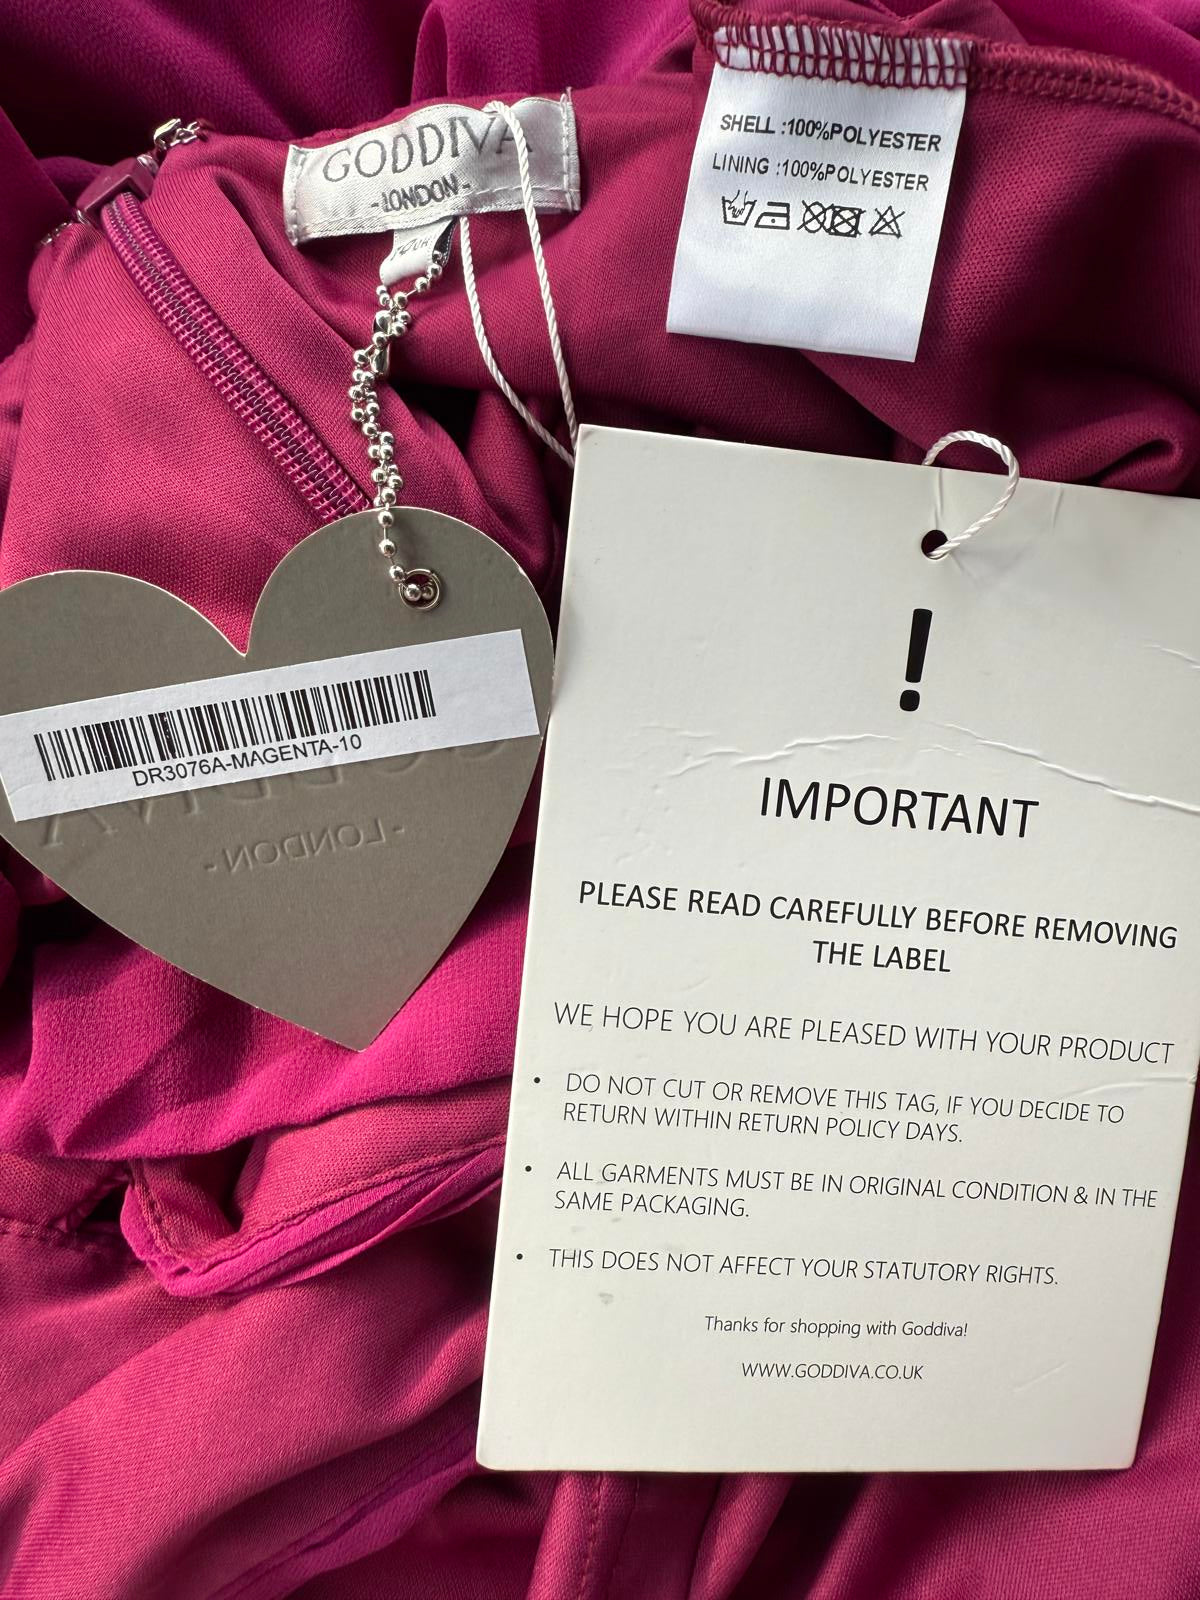 GODDIVA
-LONDON-
SHELL :100%POLYESTER
LINING :100%POLYESTER
DR3076A-MAGENTA-10
GODDIVA
-LONDON-
!
IMPORTANT
PLEASE READ CAREFULLY BEFORE REMOVING
THE LABEL
WE HOPE YOU ARE PLEASED WITH YOUR PRODUCT
• DO NOT CUT OR REMOVE THIS TAG, IF YOU DECIDE TO
RETURN WITHIN RETURN POLICY DAYS.
• ALL GARMENTS MUST BE IN ORIGINAL CONDITION & IN THE
SAME PACKAGING.
• THIS DOES NOT AFFECT YOUR STATUTORY RIGHTS.
Thanks for shopping with Goddiva!
WWW.GODDIVA.CO.UK